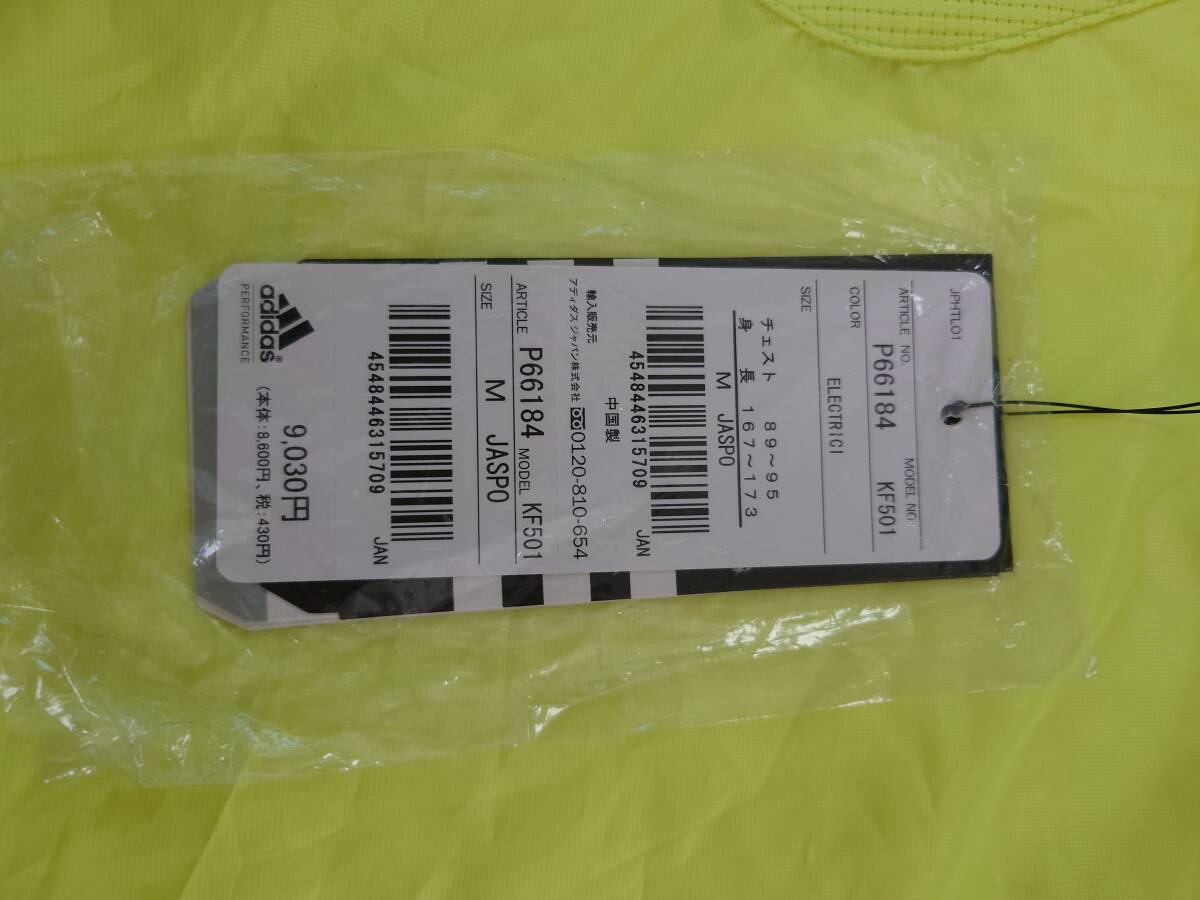 JPHTL01
ARTICLE NO. MODEL NO.
P66184 KF501
COLOR
ELECTRICI
SIZE
チェスト 89~95
身 長 167~173
M JASPO
JAN
4548446315709
中国製
輸入販売元
アディダス ジャパン株式会社 0120-810-654
ARTICLE P66184 MODEL KF501
SIZE M JASPO
JAN
4548446315709
9,030円
(本体:8,600円、税:430円)
adidas®
PERFORMANCE